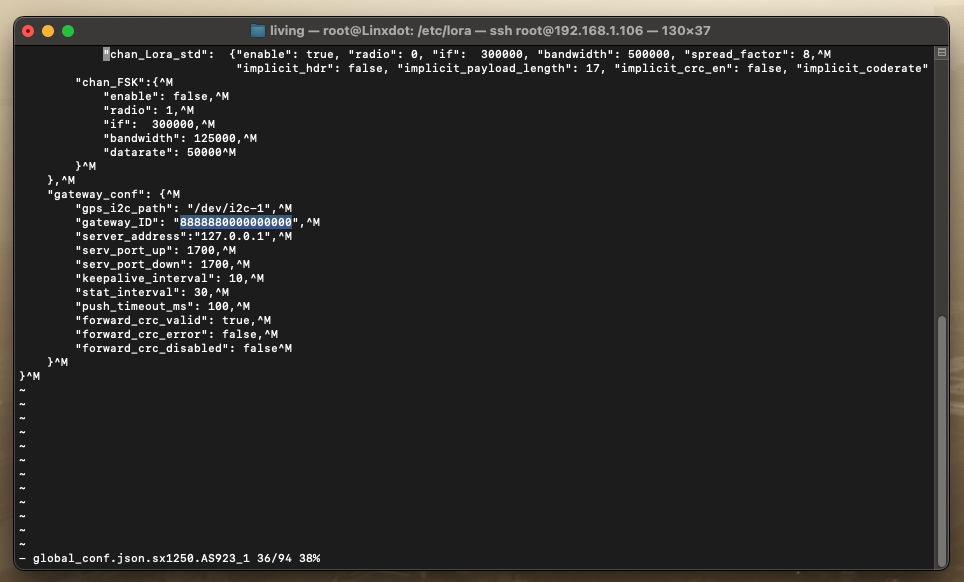 living — root@Linxdot: /etc/lora — ssh root@192.168.1.106 — 130×37
"chan_Lora_std":  {"enable": true, "radio": 0, "if":  300000, "bandwidth": 500000, "spread_factor": 8,^M
"implicit_hdr": false, "implicit_payload_length": 17, "implicit_crc_en": false, "implicit_coderate"
"chan_FSK":{^M
"enable": false,^M
"radio": 1,^M
"if":  300000,^M
"bandwidth": 125000,^M
"datarate": 50000^M
}^M
},^M
"gateway_conf": {^M
"gps_i2c_path": "/dev/i2c-1",^M
"gateway_ID": "8888880000000000",^M
"server_address":"127.0.0.1",^M
"serv_port_up": 1700,^M
"serv_port_down": 1700,^M
"keepalive_interval": 10,^M
"stat_interval": 30,^M
"push_timeout_ms": 100,^M
"forward_crc_valid": true,^M
"forward_crc_error": false,^M
"forward_crc_disabled": false^M
}^M
}^M
~
~
~
~
~
~
~
~
~
~
~
~
- global_conf.json.sx1250.AS923_1 36/94 38%